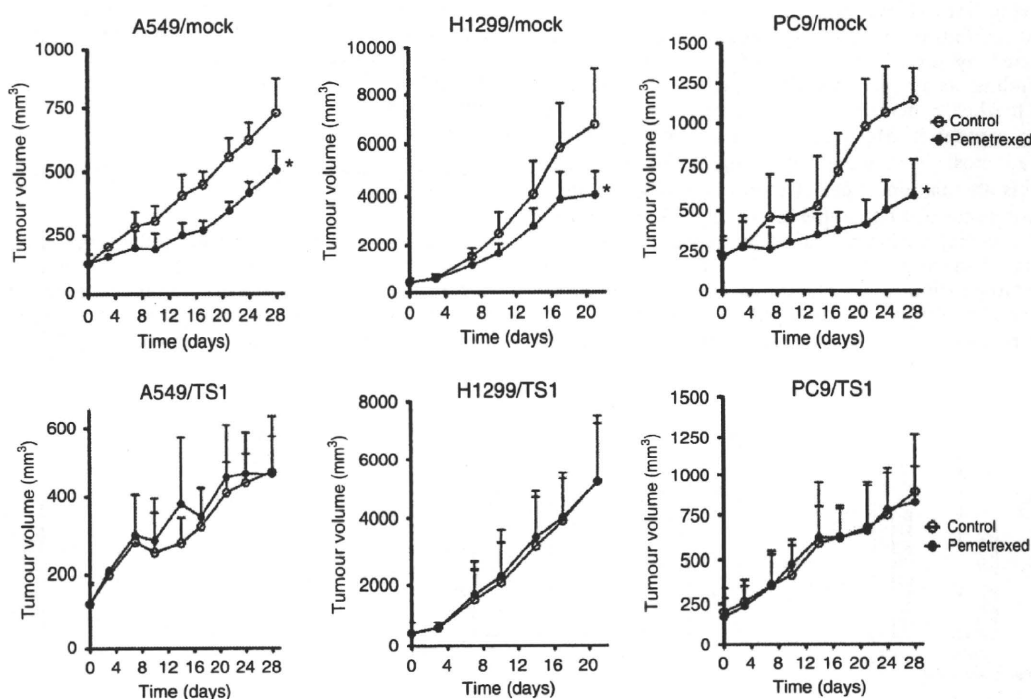 A549/mock
Tumour volume (mm³)
1000
750
500
250
0
*
0 4 8 12 16 20 24 28
Time (days)
H1299/mock
Tumour volume (mm³)
10000
8000
6000
4000
2000
0
*
0 4 8 12 16 20
Time (days)
PC9/mock
Tumour volume (mm³)
1500
1250
1000
750
500
250
0
*
0 4 8 12 16 20 24 28
Time (days)
Control
Pemetrexed
A549/TS1
Tumour volume (mm³)
600
400
200
0
0 4 8 12 16 20 24 28
Time (days)
H1299/TS1
Tumour volume (mm³)
8000
6000
4000
2000
0
0 4 8 12 16 20
Time (days)
PC9/TS1
Tumour volume (mm³)
1500
1250
1000
750
500
250
0
0 4 8 12 16 20 24 28
Time (days)
Control
Pemetrexed